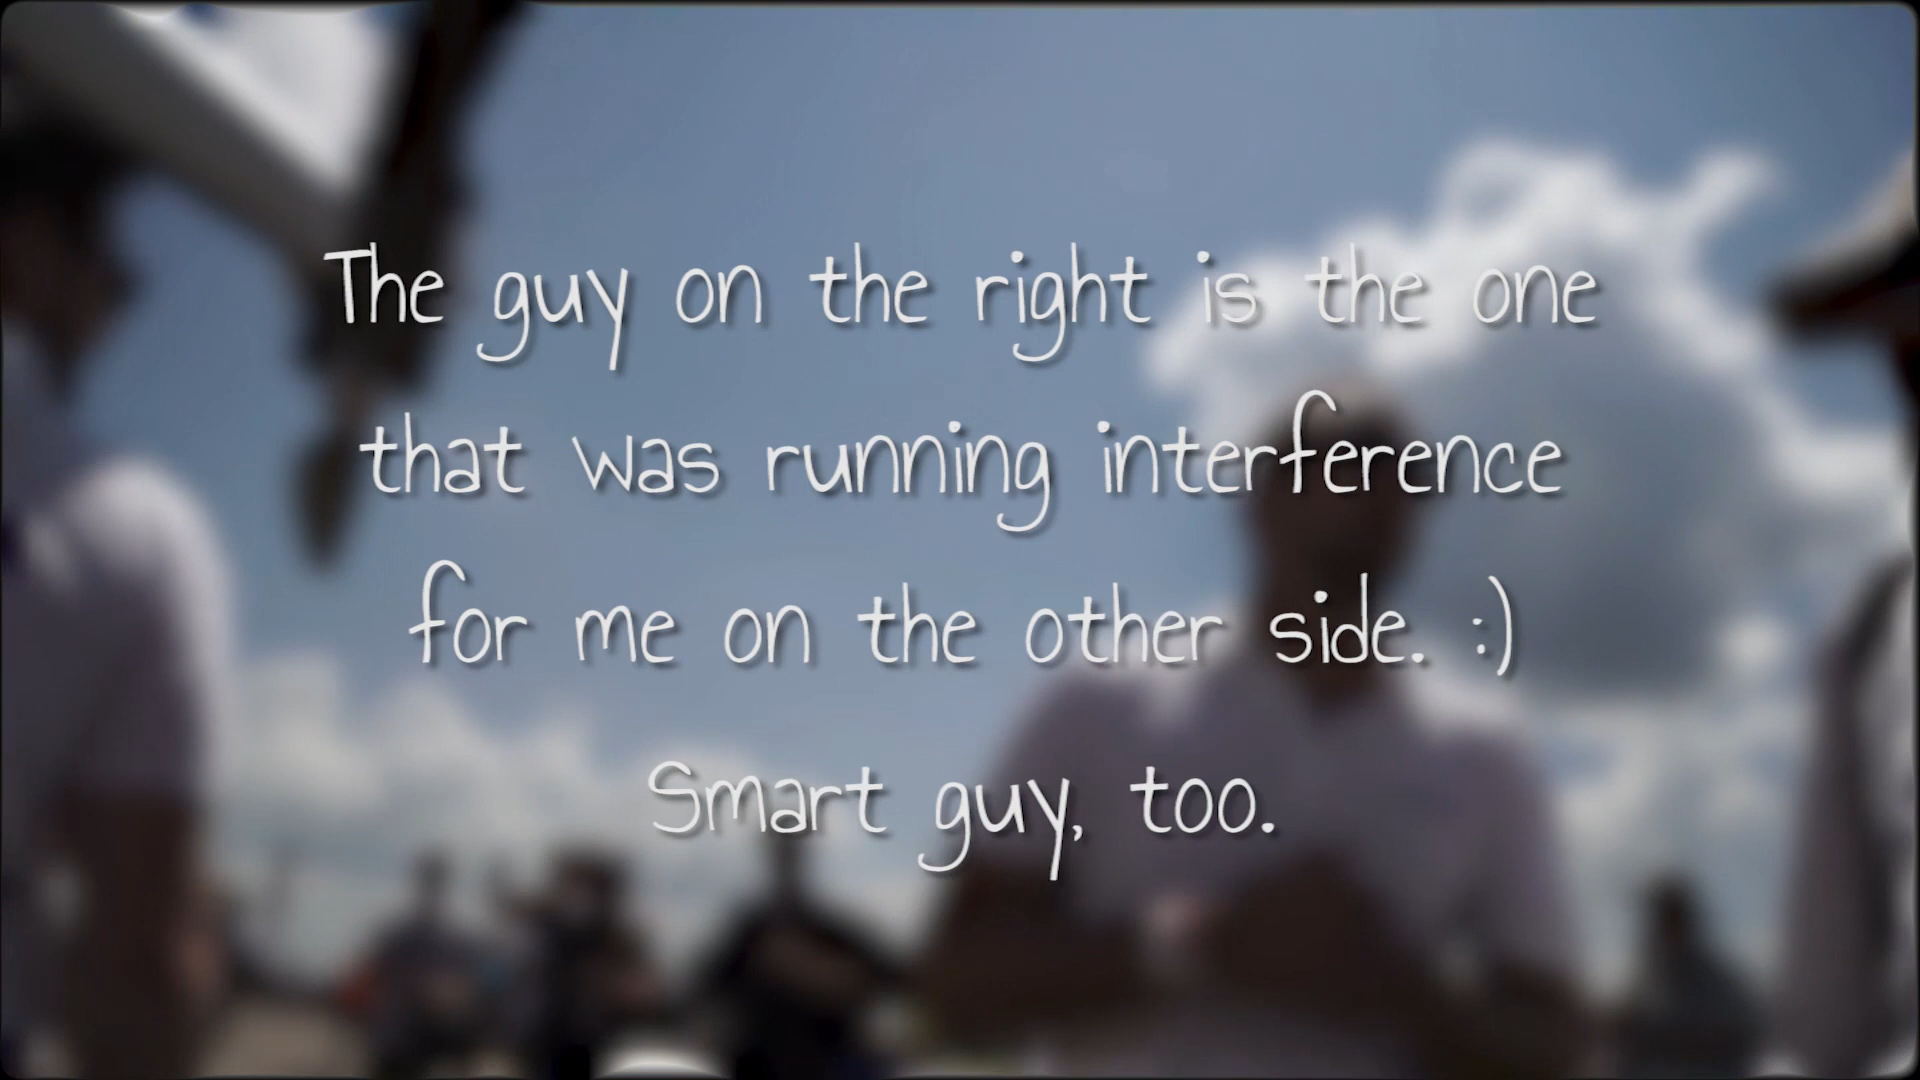 The guy on the right is the one
that was running interference
for me on the other side. :)
Smart guy, too.